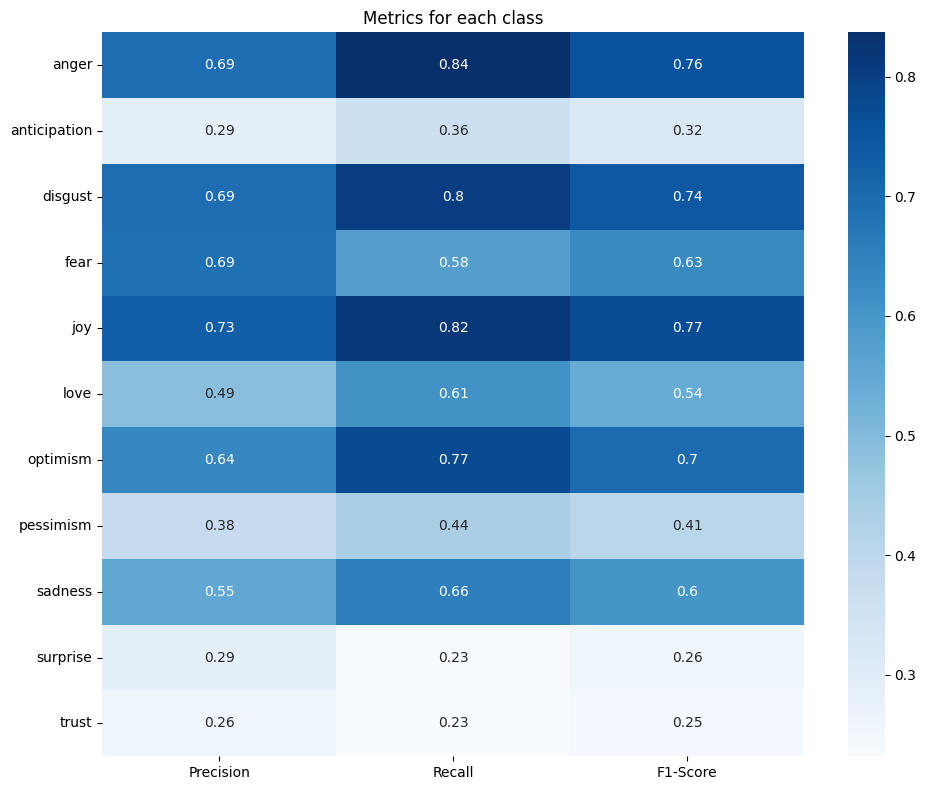 Metrics for each class
anger 0.69 0.84 0.76
anticipation 0.29 0.36 0.32
disgust 0.69 0.8 0.74
fear 0.69 0.58 0.63
joy 0.73 0.82 0.77
love 0.49 0.61 0.54
optimism 0.64 0.77 0.7
pessimism 0.38 0.44 0.41
sadness 0.55 0.66 0.6
surprise 0.29 0.23 0.26
trust 0.26 0.23 0.25
Precision Recall F1-Score
0.8
0.7
0.6
0.5
0.4
0.3